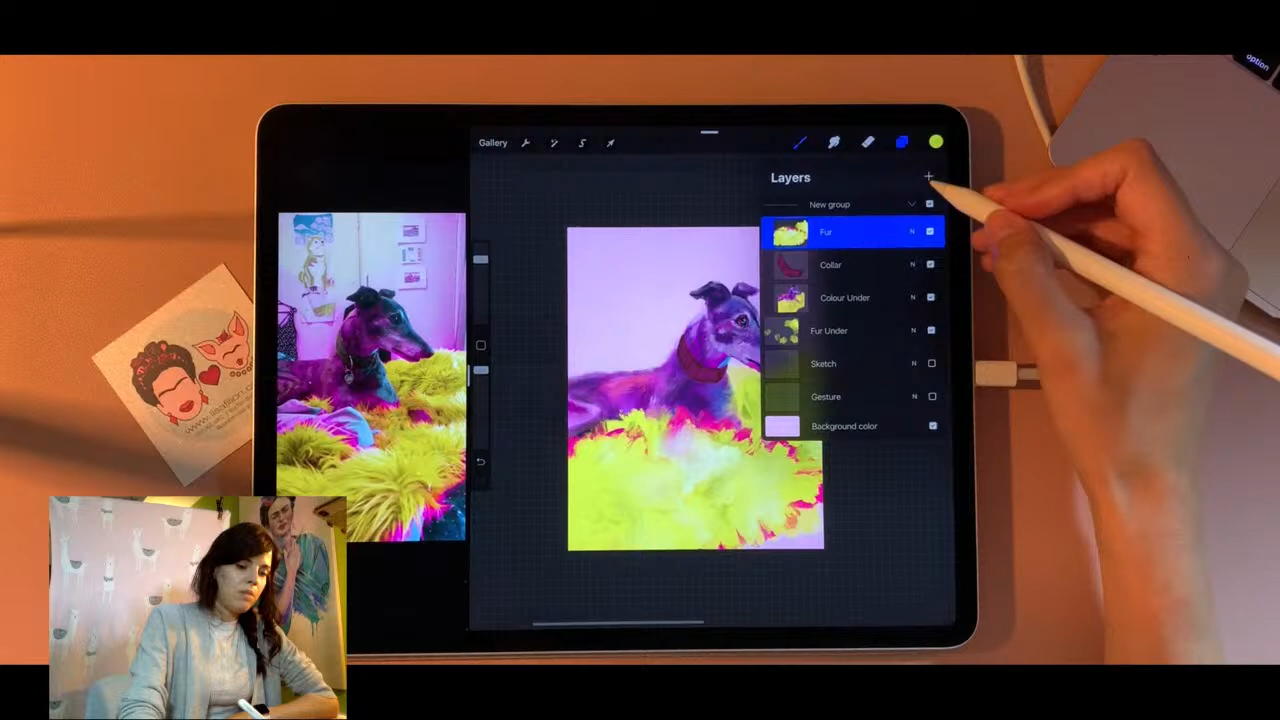 option
Gallery
Layers
New group
Fur N
Collar N
Colour Under N
Fur Under N
Sketch N
Gesture N
Background color